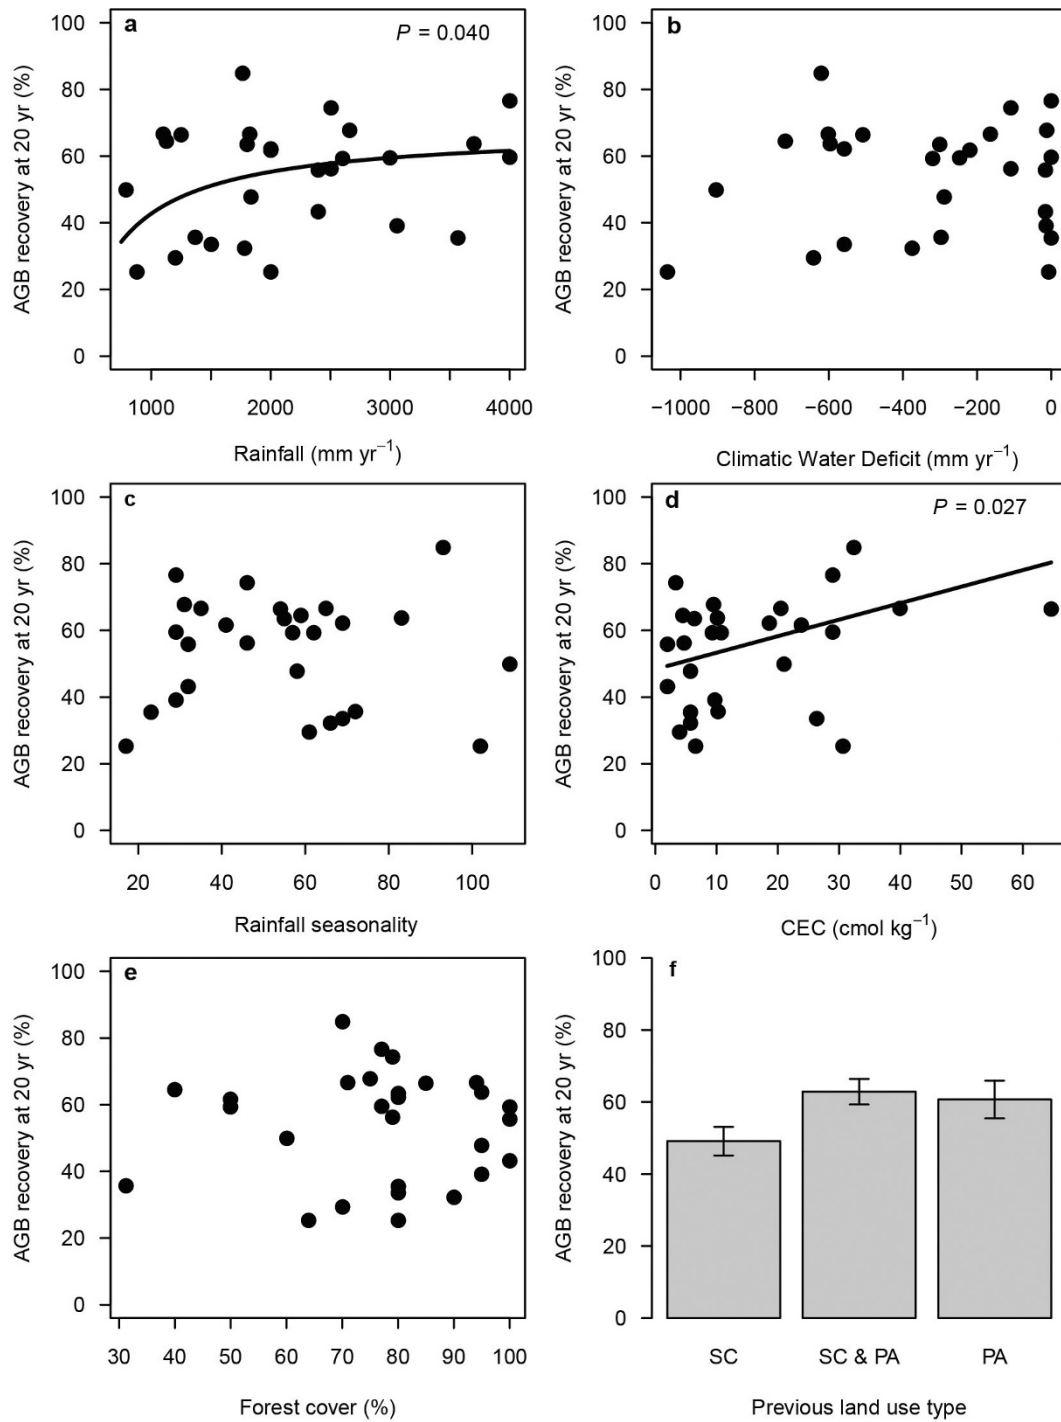 a
P = 0.040
AGB recovery at 20 yr (%)
100
80
60
40
20
0
1000 2000 3000 4000
Rainfall (mm yr⁻¹)
b
AGB recovery at 20 yr (%)
100
80
60
40
20
0
−1000 −800 −600 −400 −200 0
Climatic Water Deficit (mm yr⁻¹)
c
AGB recovery at 20 yr (%)
100
80
60
40
20
0
20 40 60 80 100
Rainfall seasonality
d
P = 0.027
AGB recovery at 20 yr (%)
100
80
60
40
20
0
0 10 20 30 40 50 60
CEC (cmol kg⁻¹)
e
AGB recovery at 20 yr (%)
100
80
60
40
20
0
30 40 50 60 70 80 90 100
Forest cover (%)
f
AGB recovery at 20 yr (%)
100
80
60
40
20
0
SC SC & PA PA
Previous land use type